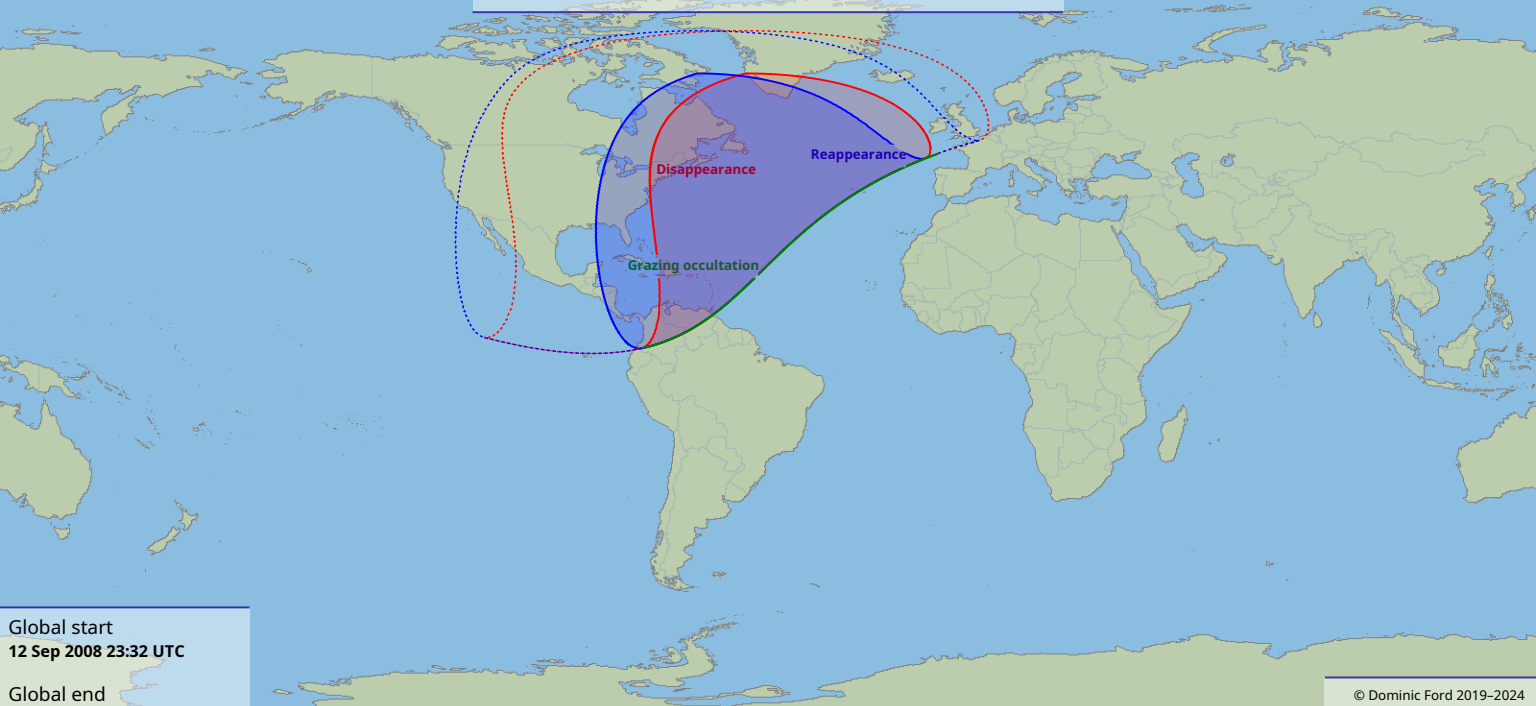 Reappearance
Disappearance
Grazing occultation
Global start
12 Sep 2008 23:32 UTC
Global end
© Dominic Ford 2019–2024